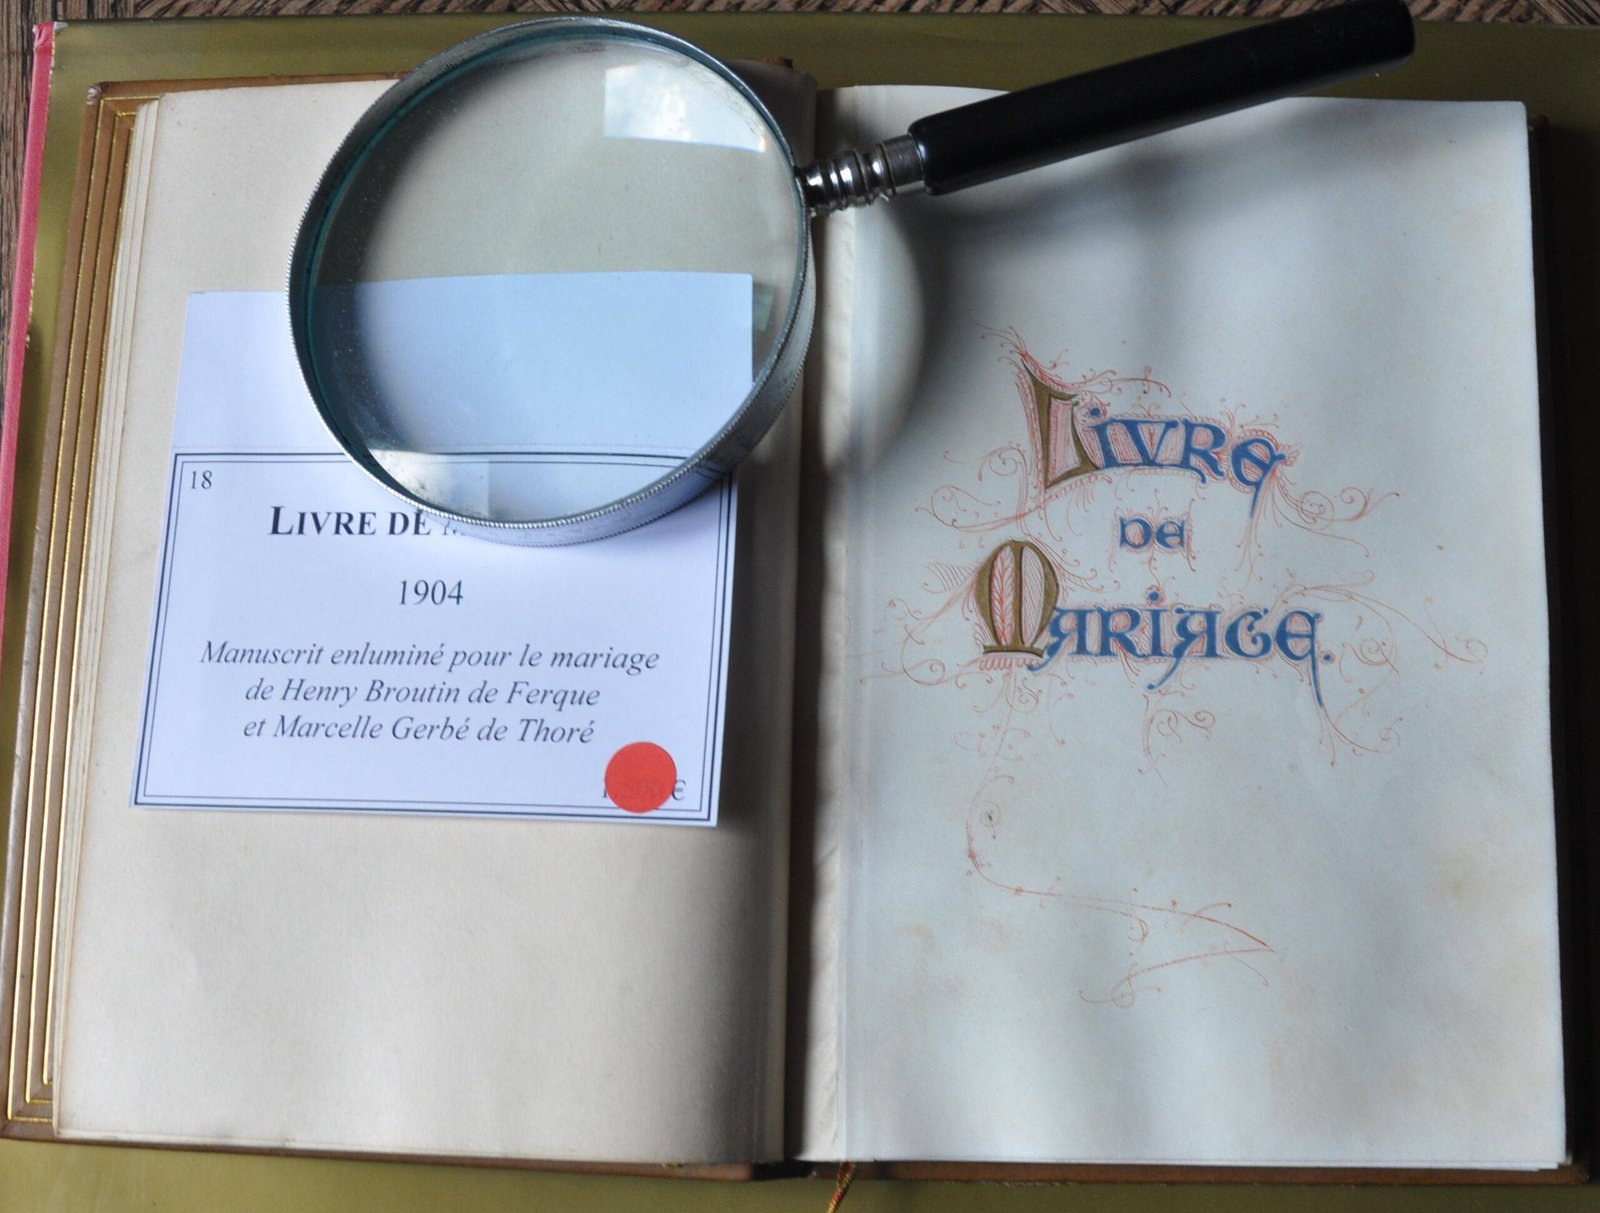 18
LIVRE DE
1904
Manuscrit enluminé pour le mariage
de Henry Broutin de Ferque
et Marcelle Gerbé de Thoré
€
Livre
de
Mariage.